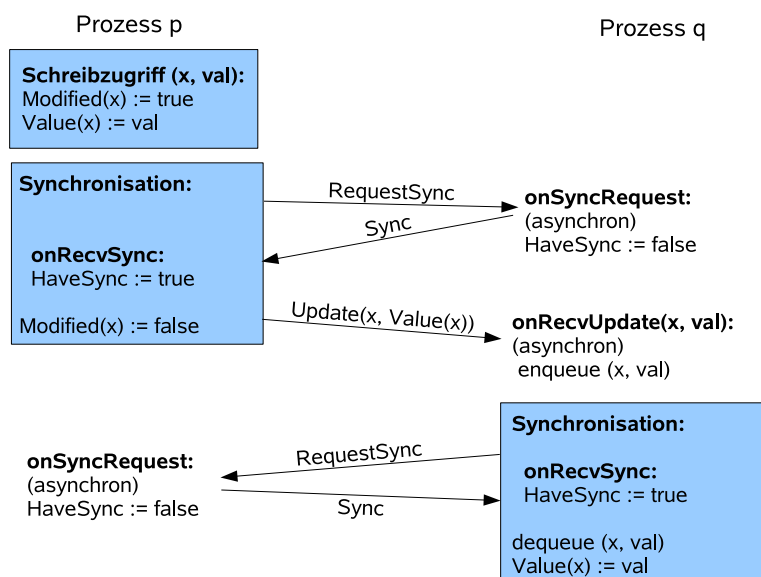 Prozess p
Prozess q
Schreibzugriff (x, val):
Modified(x) := true
Value(x) := val
Synchronisation:
RequestSync
onSyncRequest:
(asynchron)
HaveSync := false
Sync
onRecvSync:
HaveSync := true
Modified(x) := false
Update(x, Value(x))
onRecvUpdate(x, val):
(asynchron)
enqueue (x, val)
Synchronisation:
RequestSync
onSyncRequest:
(asynchron)
HaveSync := false
Sync
onRecvSync:
HaveSync := true
dequeue (x, val)
Value(x) := val